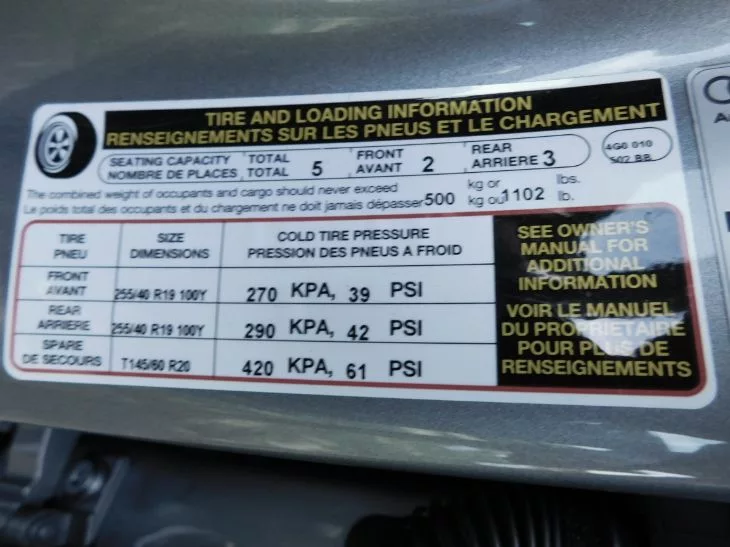 TIRE AND LOADING INFORMATION
RENSEIGNEMENTS SUR LES PNEUS ET LE CHARGEMENT
SEATING CAPACITY TOTAL 5 FRONT 2 REAR 3
NOMBRE DE PLACES TOTAL AVANT ARRIERE
4G0 010
502 BB
The combined weight of occupants and cargo should never exceed 500 kg or 1102 lbs.
Le poids total des occupants et du chargement ne doit jamais dépasser kg ou lb.
TIRE SIZE COLD TIRE PRESSURE
PNEU DIMENSIONS PRESSION DES PNEUS A FROID
FRONT
AVANT 255/40 R19 100Y 270 KPA, 39 PSI
REAR
ARRIERE 255/40 R19 100Y 290 KPA, 42 PSI
SPARE
DE SECOURS T145/60 R20 420 KPA, 61 PSI
SEE OWNER'S
MANUAL FOR
ADDITIONAL
INFORMATION
VOIR LE MANUEL
DU PROPRIETAIRE
POUR PLUS DE
RENSEIGNEMENTS